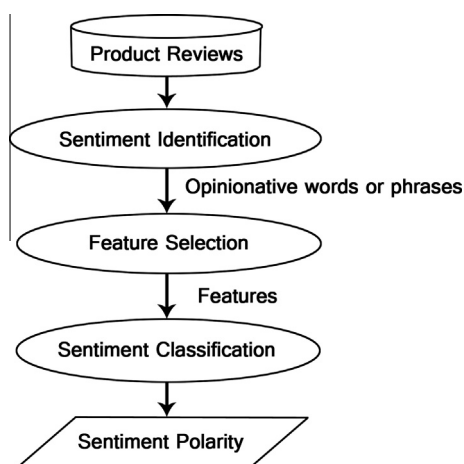 Product Reviews
Sentiment Identification
Opinionative words or phrases
Feature Selection
Features
Sentiment Classification
Sentiment Polarity